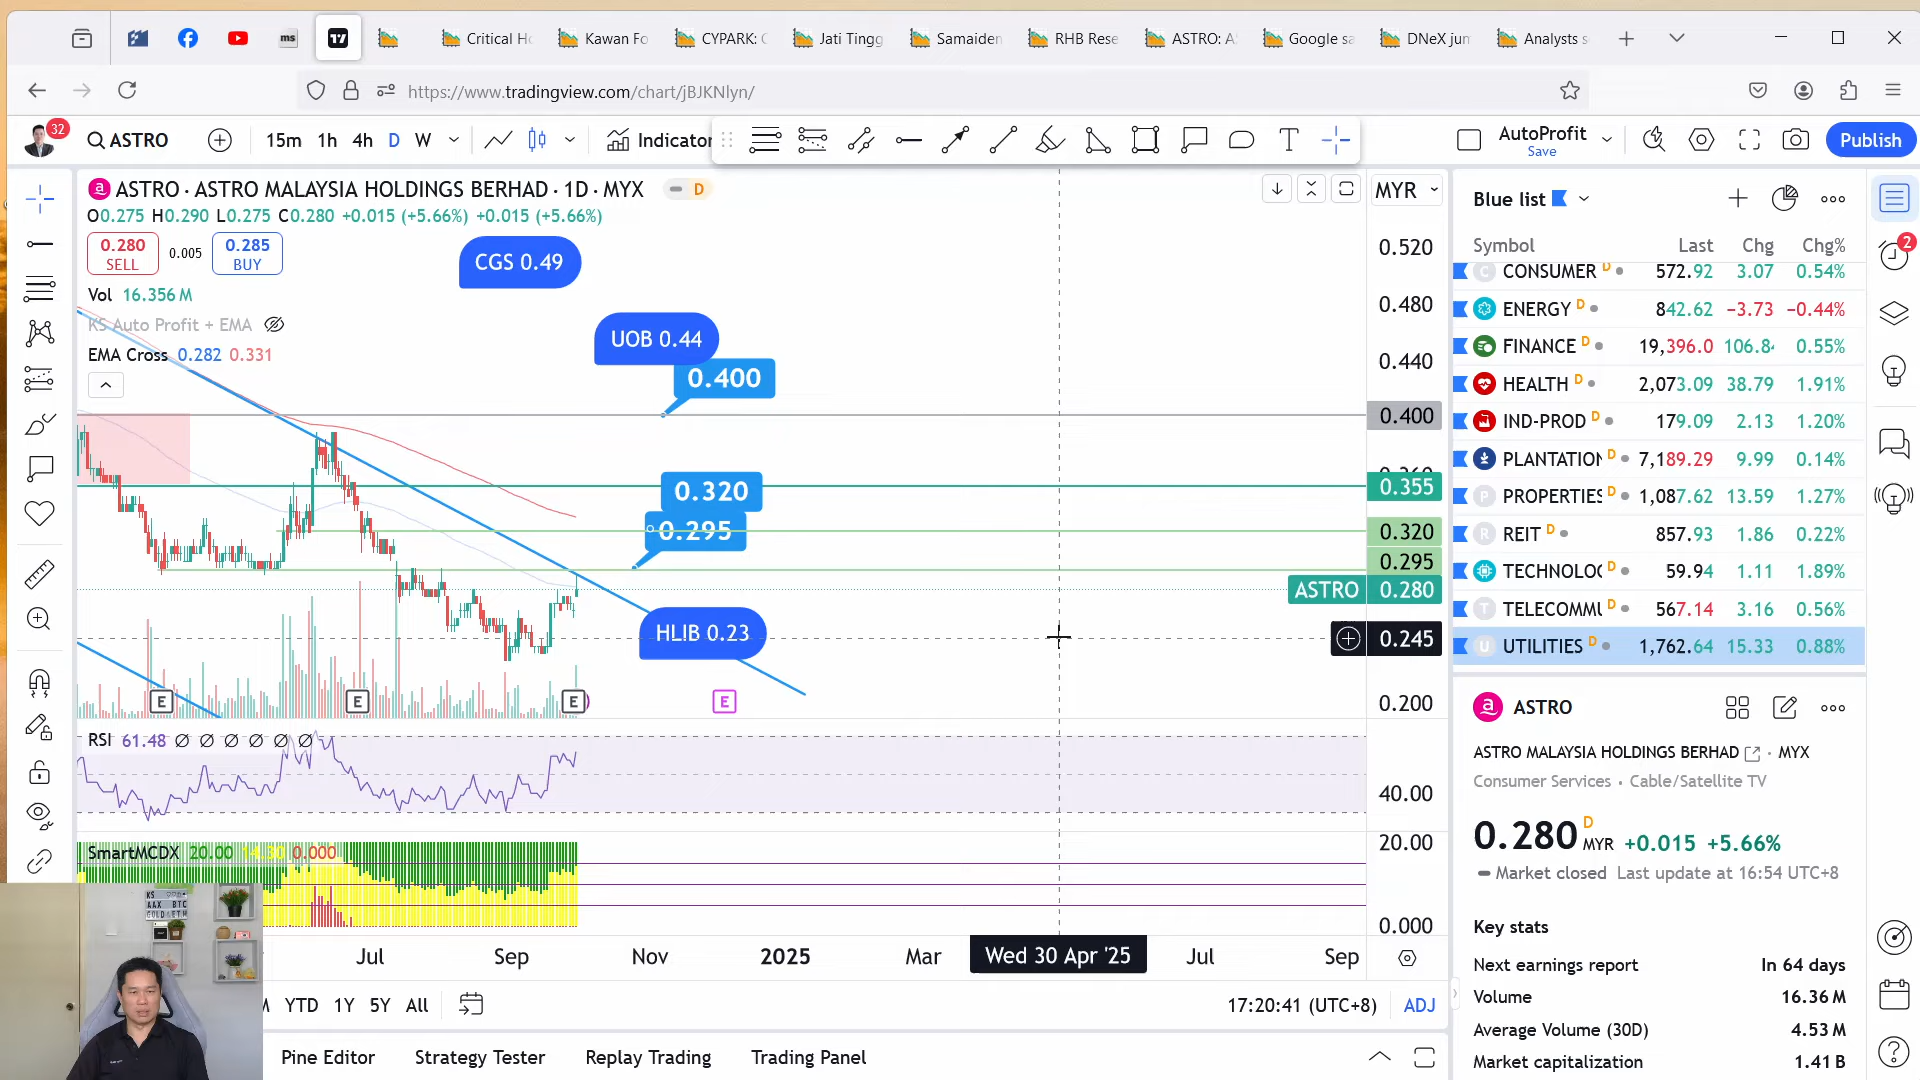 Critical Ho
Kawan Fo
CYPARK: C
Jati Tingg
Samaiden
RHB Rese
ASTRO: A
Google sa
DNeX jun
Analysts s
https://www.tradingview.com/chart/jBJKNlyn/
32
ASTRO
15m 1h 4h D W
Indicator
AutoProfit
Save
Publish
ASTRO · ASTRO MALAYSIA HOLDINGS BERHAD · 1D · MYX
D
O0.275 H0.290 L0.275 C0.280 +0.015 (+5.66%) +0.015 (+5.66%)
0.280
SELL
0.005
0.285
BUY
Vol 16.356 M
KS Auto Profit + EMA
EMA Cross 0.282 0.331
CGS 0.49
UOB 0.44
0.400
0.320
0.295
HLIB 0.23
MYR
0.520
0.480
0.440
0.400
0.355
0.320
0.295
ASTRO 0.280
0.245
0.200
E
E
E
E
RSI 61.48 ∅ ∅ ∅ ∅ ∅ ∅
40.00
SmartMCDX 20.00 14.30 0.000
20.00
0.000
Jul
Sep
Nov
2025
Mar
Wed 30 Apr '25
Jul
Sep
YTD 1Y 5Y All
17:20:41 (UTC+8)
ADJ
Pine Editor
Strategy Tester
Replay Trading
Trading Panel
Blue list
Symbol Last Chg Chg%
CONSUMER D 572.92 3.07 0.54%
ENERGY D 842.62 −3.73 −0.44%
FINANCE D 19,396.0 106.84 0.55%
HEALTH D 2,073.09 38.79 1.91%
IND-PROD D 179.09 2.13 1.20%
PLANTATION D 7,189.29 9.99 0.14%
PROPERTIES D 1,087.62 13.59 1.27%
REIT D 857.93 1.86 0.22%
TECHNOLOG D 59.94 1.11 1.89%
TELECOMMU D 567.14 3.16 0.56%
UTILITIES D 1,762.64 15.33 0.88%
2
ASTRO
ASTRO MALAYSIA HOLDINGS BERHAD · MYX
Consumer Services · Cable/Satellite TV
0.280 D MYR +0.015 +5.66%
Market closed Last update at 16:54 UTC+8
Key stats
Next earnings report In 64 days
Volume 16.36 M
Average Volume (30D) 4.53 M
Market capitalization 1.41 B
AAX BTC
GOLD & ETH